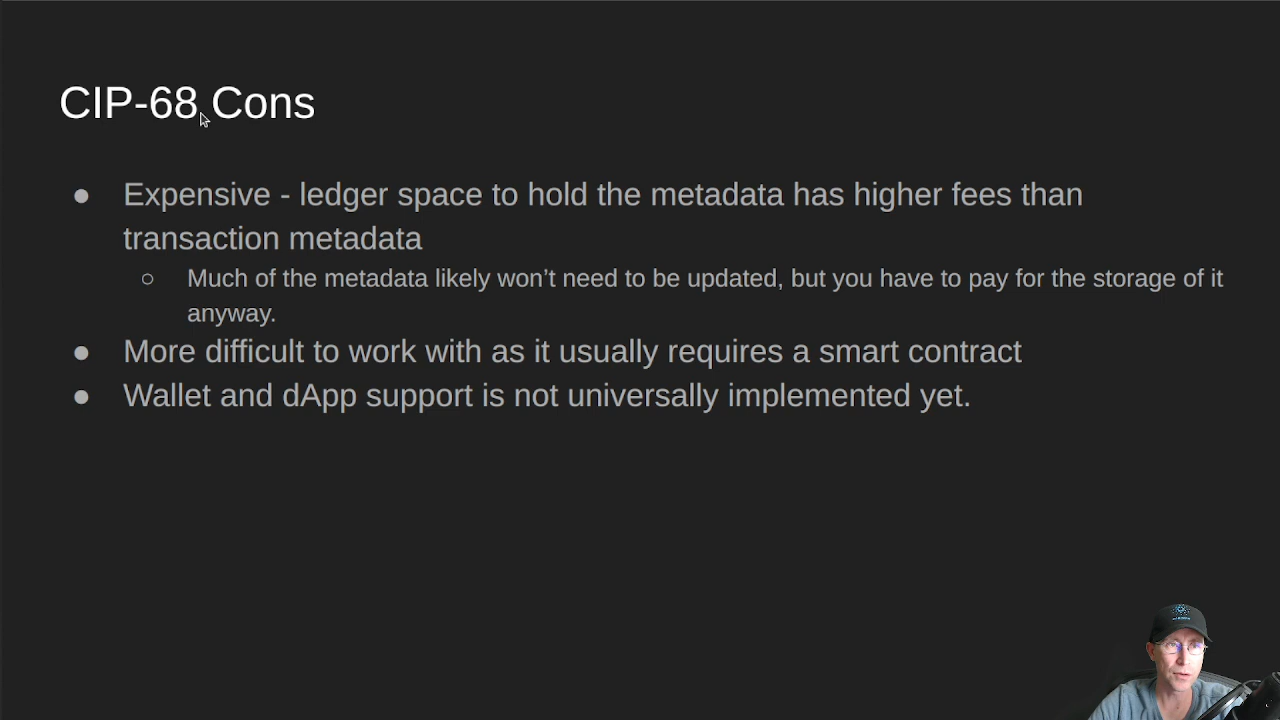 CIP-68 Cons
● Expensive - ledger space to hold the metadata has higher fees than
transaction metadata
○ Much of the metadata likely won’t need to be updated, but you have to pay for the storage of it
anyway.
● More difficult to work with as it usually requires a smart contract
● Wallet and dApp support is not universally implemented yet.